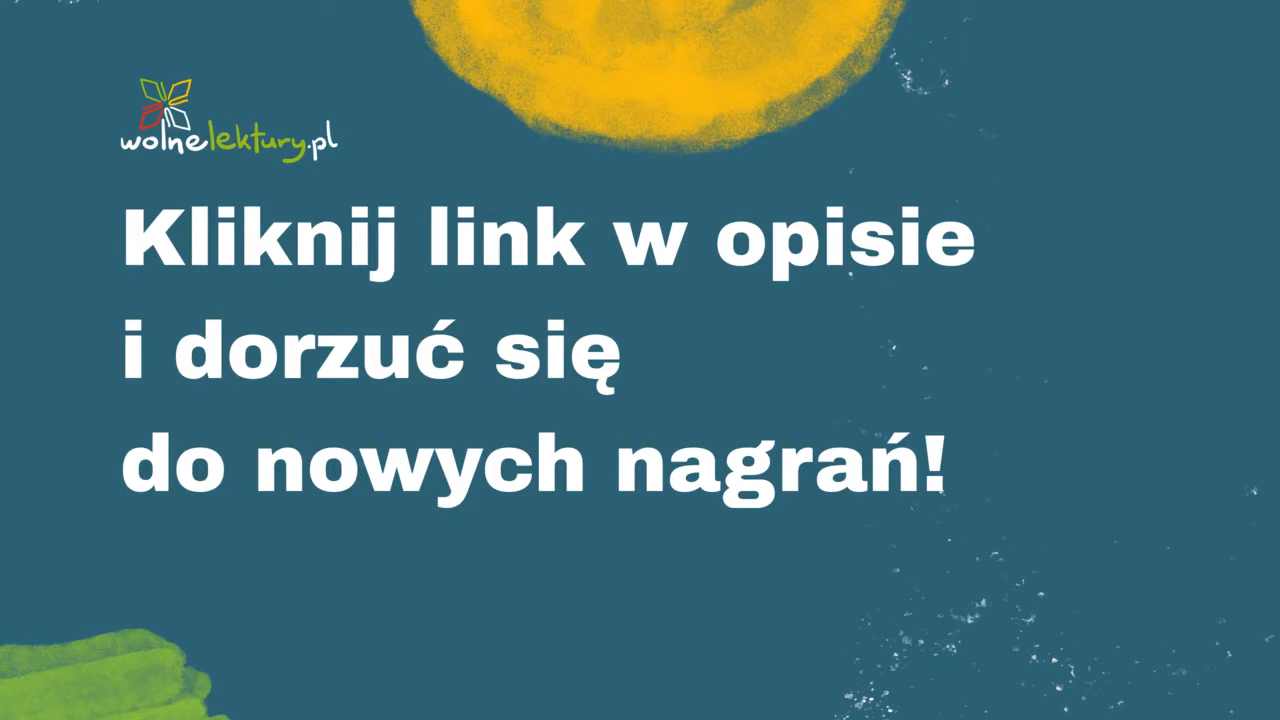 wolnelektury.pl
Kliknij link w opisie
i dorzuć się
do nowych nagrań!